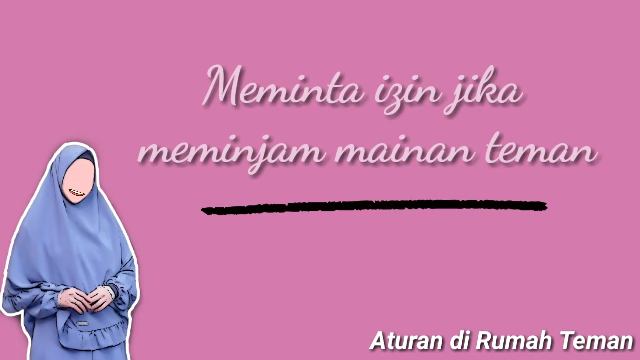 Meminta izin jika
meminjam mainan teman
Aturan di Rumah Teman